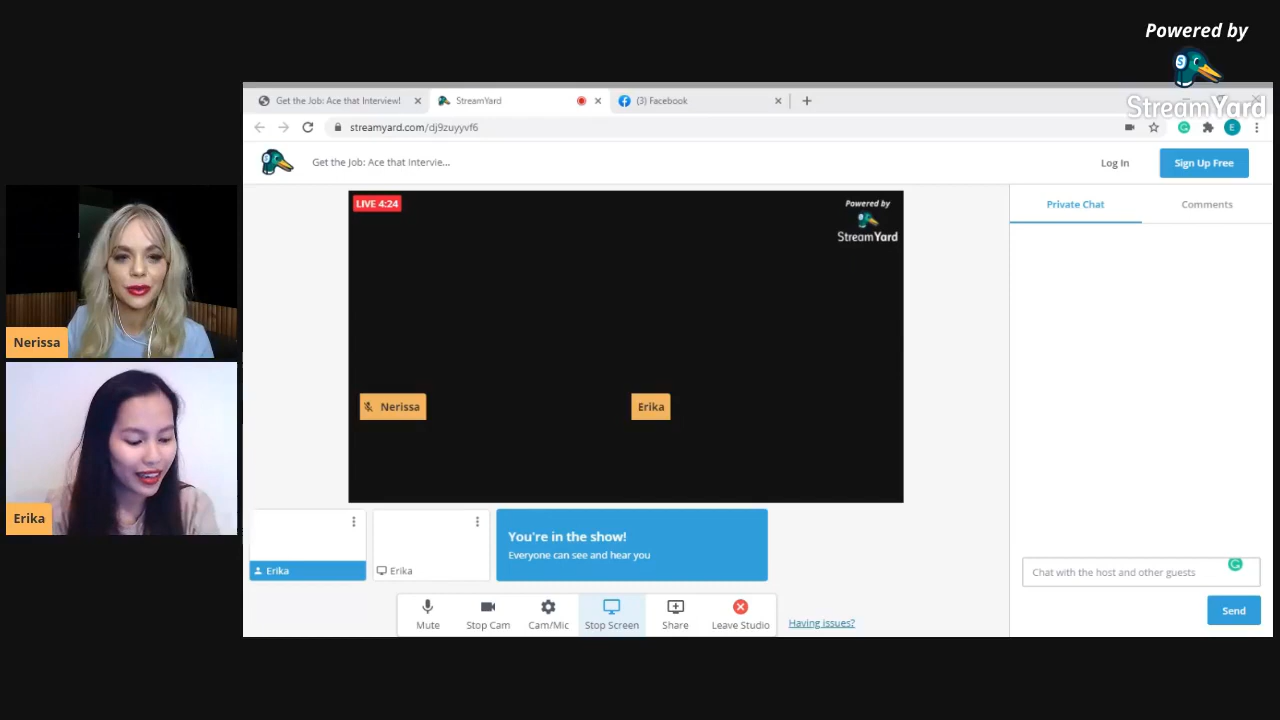 Powered by
StreamYard
Get the Job: Ace that Interview!
StreamYard
(3) Facebook
streamyard.com/dj9zuyyvf6
E
Get the Job: Ace that Intervie...
Log In
Sign Up Free
LIVE 4:24
Powered by
StreamYard
Private Chat
Comments
Nerissa
Erika
Nerissa
Erika
You're in the show!
Everyone can see and hear you
Erika
Erika
Chat with the host and other guests
Mute
Stop Cam
Cam/Mic
Stop Screen
Share
Leave Studio
Having issues?
Send